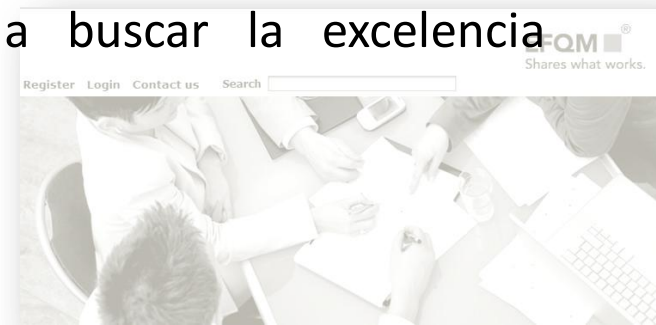 a buscar la excelencia
EFQM ®
Shares what works.
Register Login Contact us Search